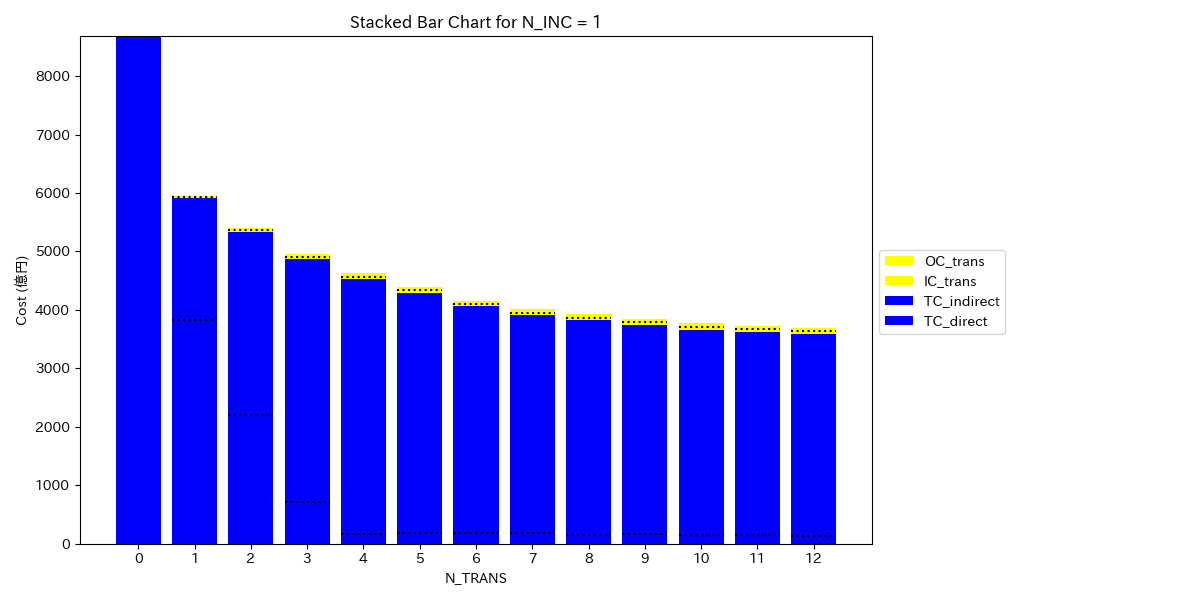 Stacked Bar Chart for N_INC = 1
Cost (億円)
8000
7000
6000
5000
4000
3000
2000
1000
0
0 1 2 3 4 5 6 7 8 9 10 11 12
N_TRANS
OC_trans
IC_trans
TC_indirect
TC_direct